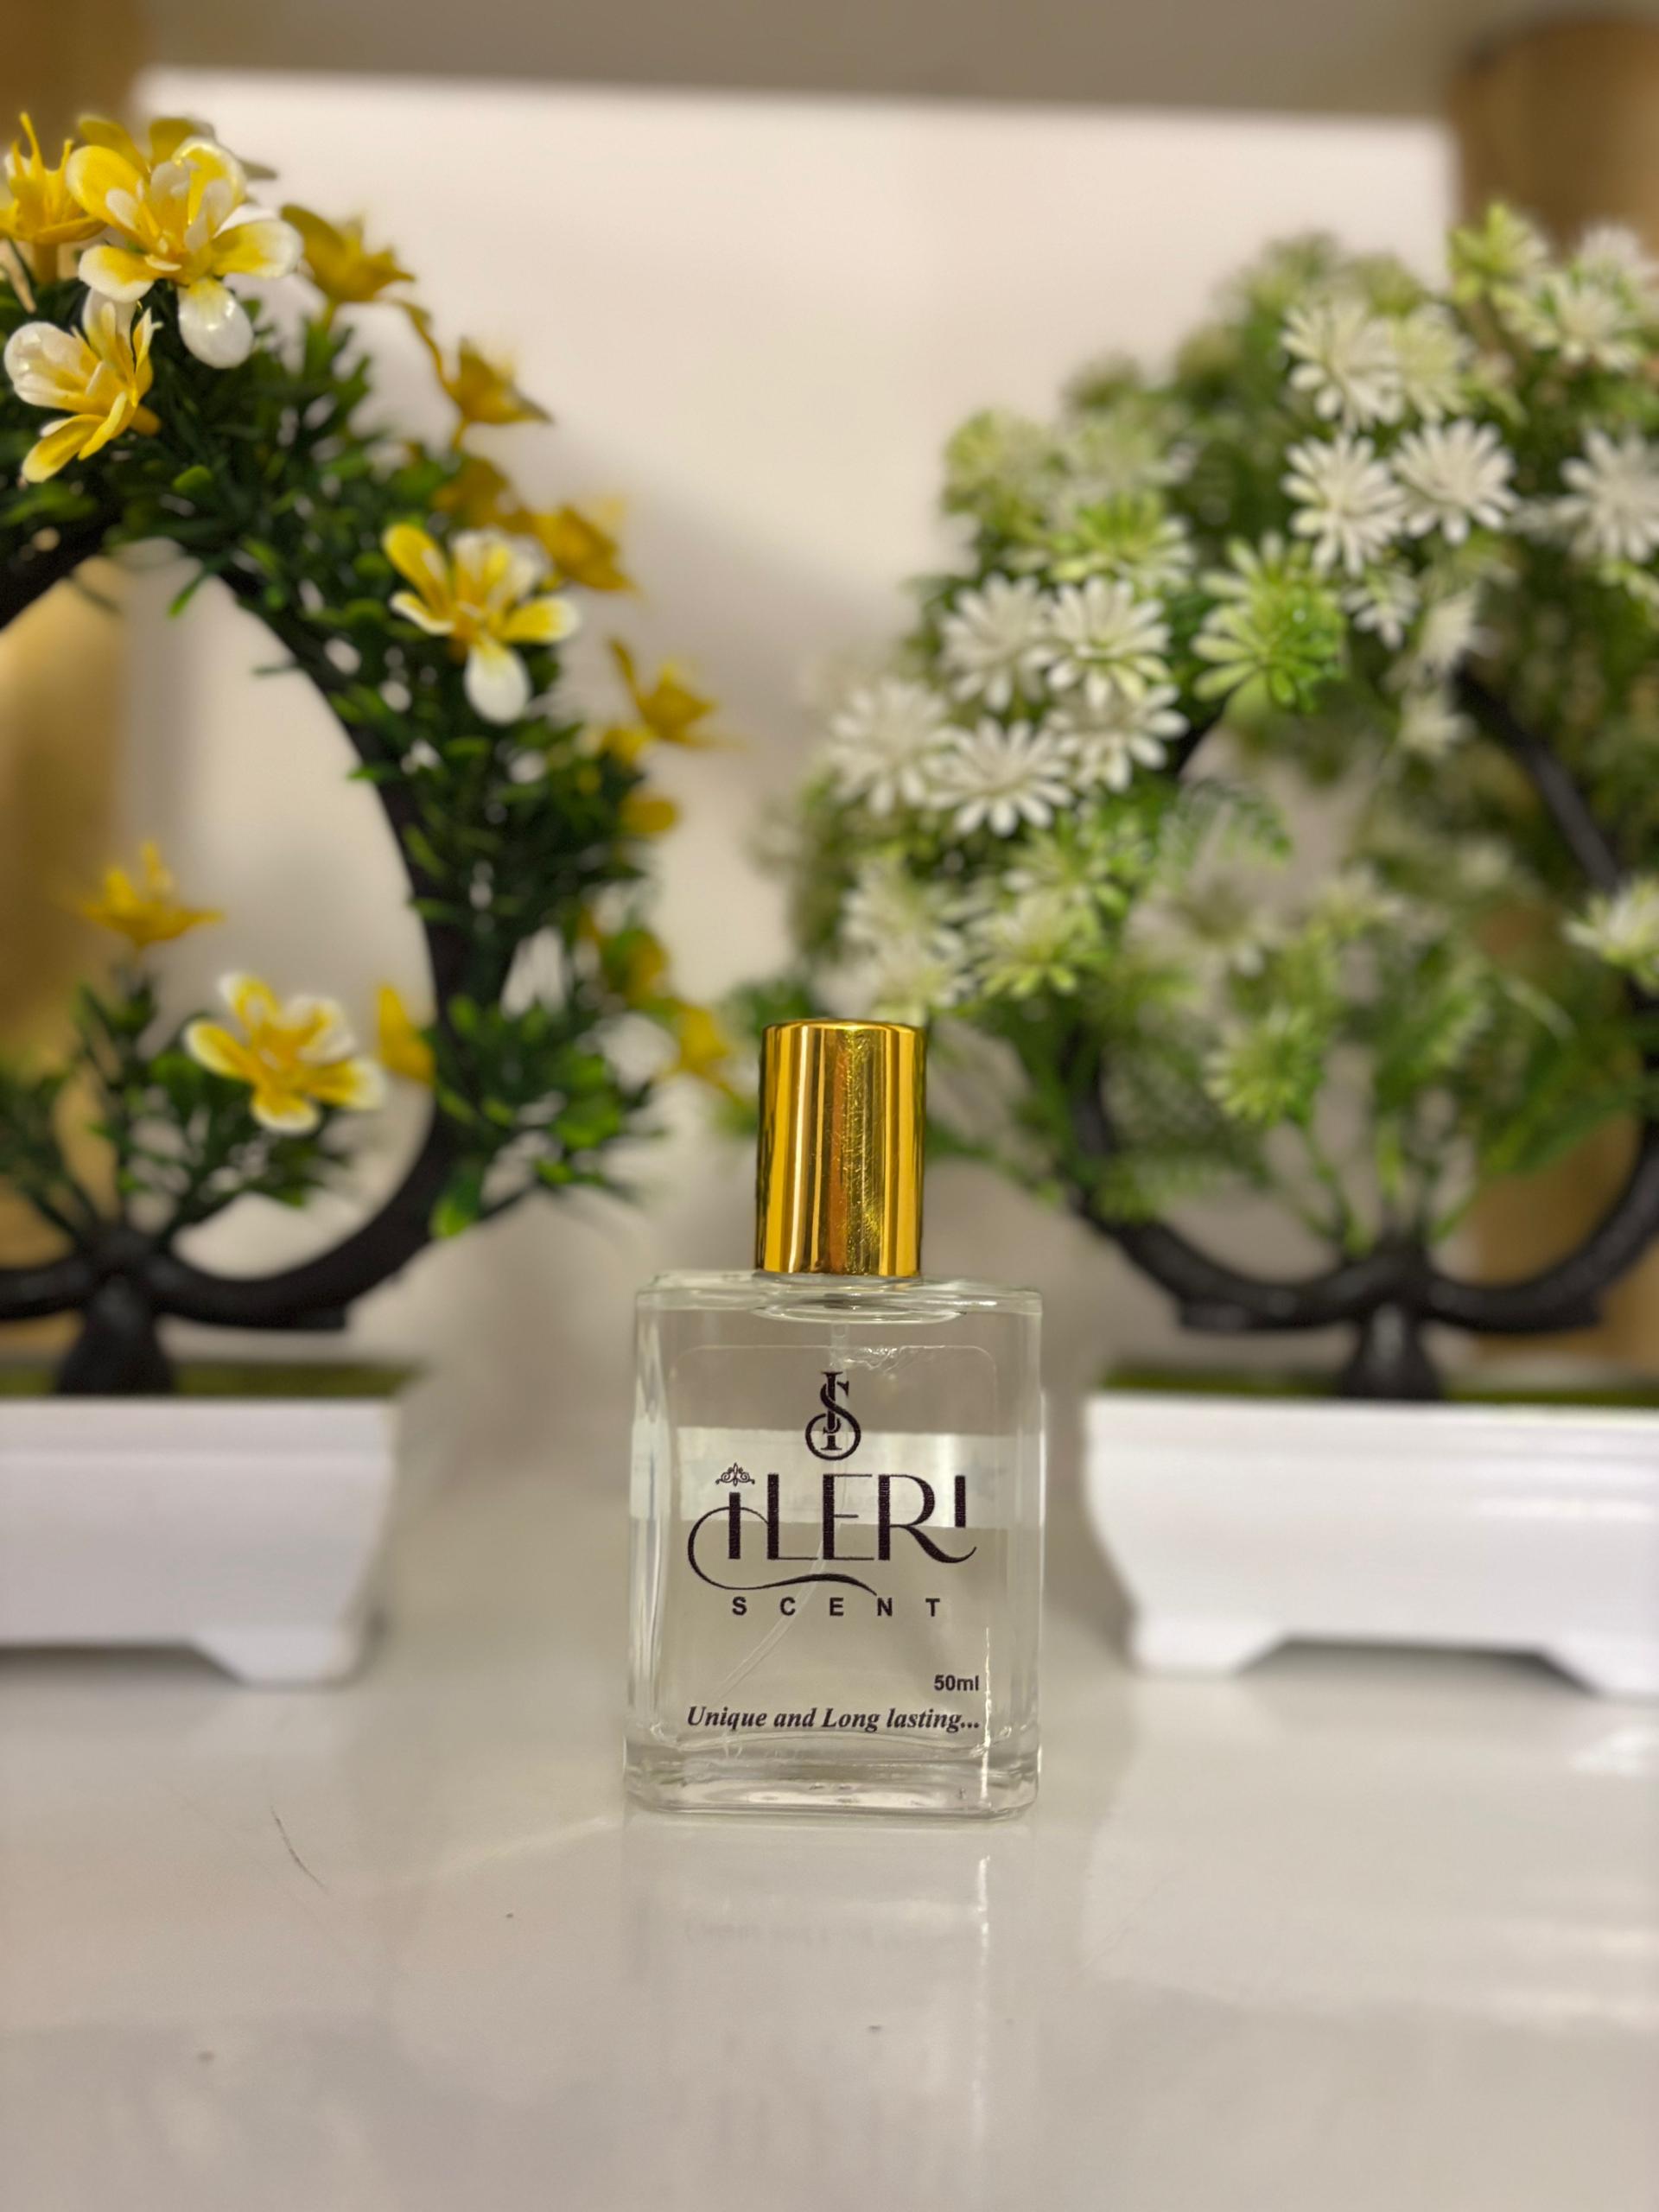 IS
iLERI
SCENT
50ml
Unique and Long lasting...